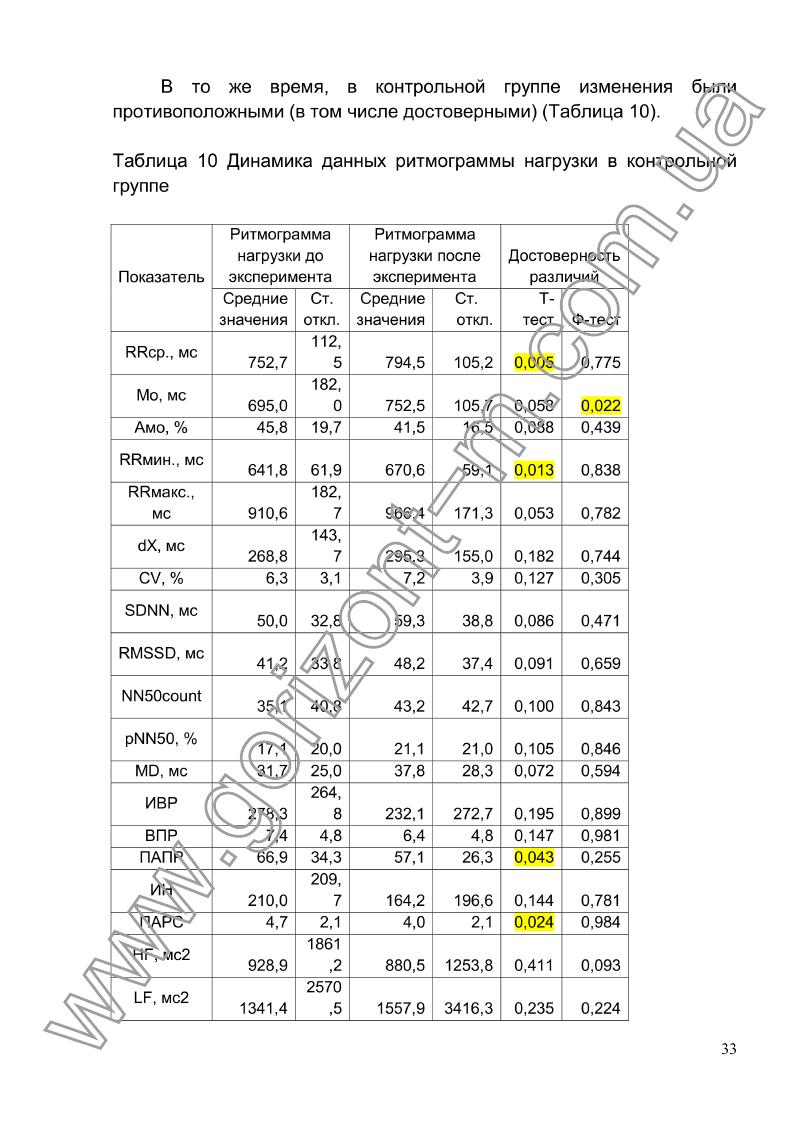 В то же время, в контрольной группе изменения были
противоположными (в том числе достоверными) (Таблица 10).
Таблица 10 Динамика данных ритмограммы нагрузки в контрольной
группе
Показатель Ритмограмма нагрузки до эксперимента Ритмограмма нагрузки после эксперимента Достоверность различий
Средние значения Ст. откл. Средние значения Ст. откл. Т-тест Ф-тест
RRср., мс 752,7 112,5 794,5 105,2 0,005 0,775
Мо, мс 695,0 182,0 752,5 105,7 0,058 0,022
Амо, % 45,8 19,7 41,5 16,5 0,088 0,439
RRмин., мс 641,8 61,9 670,6 59,1 0,013 0,838
RRмакс., мс 910,6 182,7 966,4 171,3 0,053 0,782
dX, мс 268,8 143,7 295,3 155,0 0,182 0,744
CV, % 6,3 3,1 7,2 3,9 0,127 0,305
SDNN, мс 50,0 32,8 59,3 38,8 0,086 0,471
RMSSD, мс 41,2 33,8 48,2 37,4 0,091 0,659
NN50count 35,1 40,8 43,2 42,7 0,100 0,843
pNN50, % 17,1 20,0 21,1 21,0 0,105 0,846
MD, мс 31,7 25,0 37,8 28,3 0,072 0,594
ИВР 278,3 264,8 232,1 272,7 0,195 0,899
ВПР 7,4 4,8 6,4 4,8 0,147 0,981
ПАПР 66,9 34,3 57,1 26,3 0,043 0,255
ИН 210,0 209,7 164,2 196,6 0,144 0,781
ПАРС 4,7 2,1 4,0 2,1 0,024 0,984
HF, мс2 928,9 1861,2 880,5 1253,8 0,411 0,093
LF, мс2 1341,4 2570,5 1557,9 3416,3 0,235 0,224
33
www.gorizont-m.com.ua